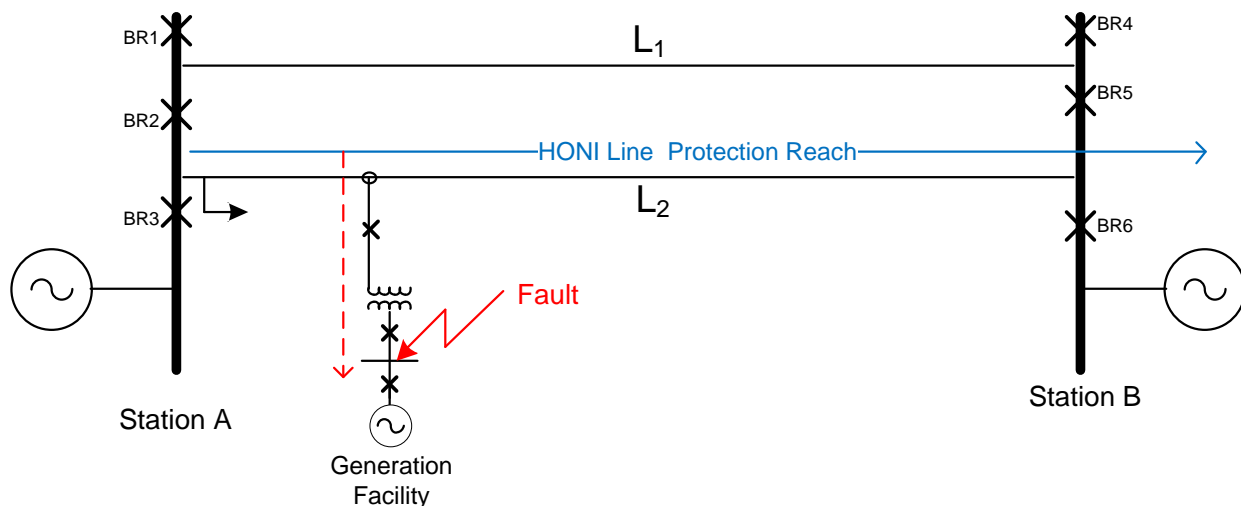 BR1
L1
BR4
BR2
BR5
HONI Line Protection Reach
BR3
L2
BR6
Fault
Station A
Station B
Generation
Facility